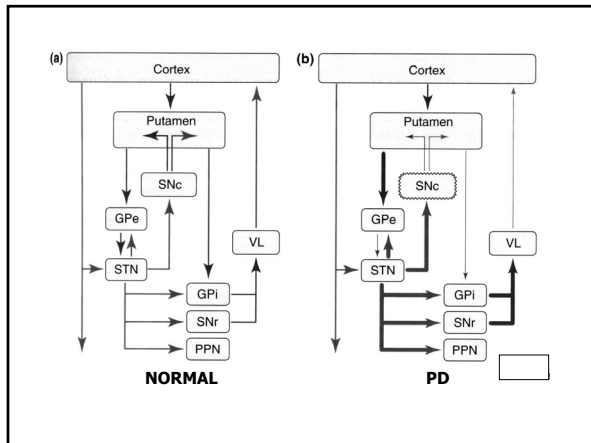 (a)
Cortex
Putamen
SNc
GPe
VL
STN
GPi
SNr
PPN
NORMAL
(b)
Cortex
Putamen
SNc
GPe
VL
STN
GPi
SNr
PPN
PD